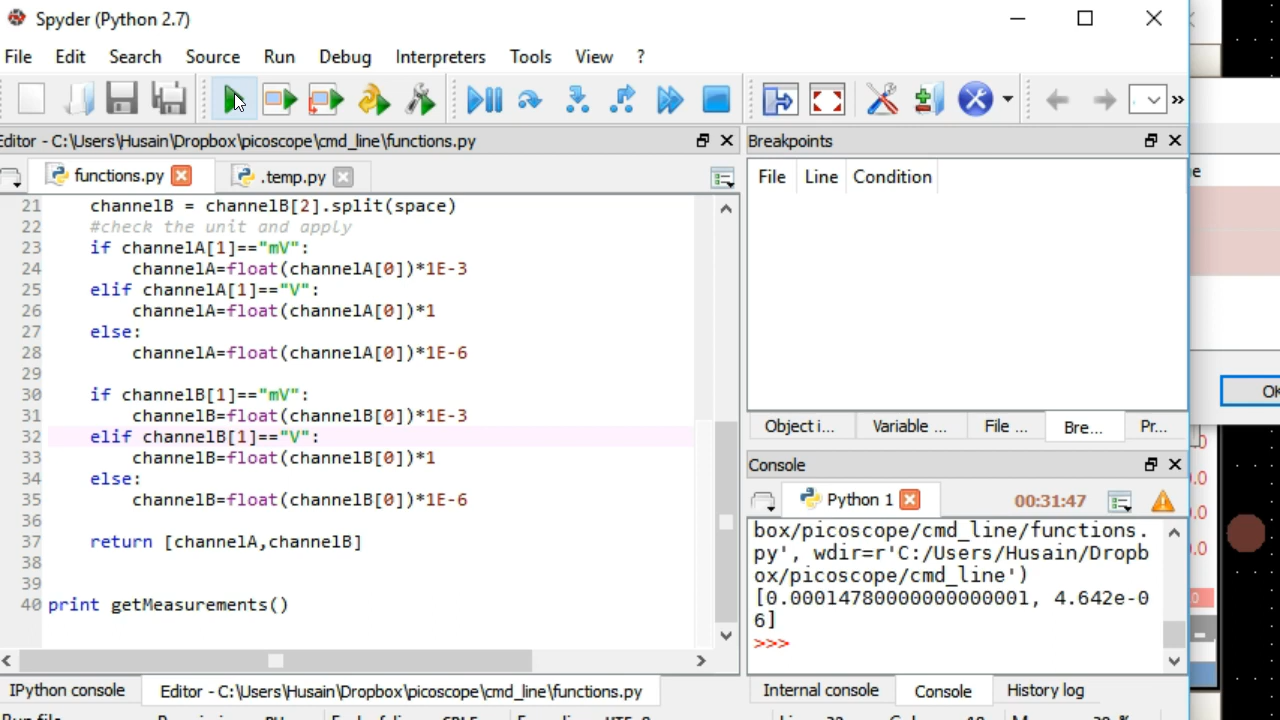 Spyder (Python 2.7)
File Edit Search Source Run Debug Interpreters Tools View ?
Editor - C:\Users\Husain\Dropbox\picoscope\cmd_line\functions.py
functions.py .temp.py
21 channelB = channelB[2].split(space)
22 #check the unit and apply
23 if channelA[1]=="mV":
24 channelA=float(channelA[0])*1E-3
25 elif channelA[1]=="V":
26 channelA=float(channelA[0])*1
27 else:
28 channelA=float(channelA[0])*1E-6
29
30 if channelB[1]=="mV":
31 channelB=float(channelB[0])*1E-3
32 elif channelB[1]=="V":
33 channelB=float(channelB[0])*1
34 else:
35 channelB=float(channelB[0])*1E-6
36
37 return [channelA,channelB]
38
39
40 print getMeasurements()
IPython console Editor - C:\Users\Husain\Dropbox\picoscope\cmd_line\functions.py
Breakpoints
File Line Condition
Object i... Variable ... File ... Bre... Pr...
Console
Python 1 00:31:47
box/picoscope/cmd_line/functions.
py', wdir=r'C:/Users/Husain/Dropb
ox/picoscope/cmd_line')
[0.00014780000000000001, 4.642e-0
6]
>>>
Internal console Console History log
OK